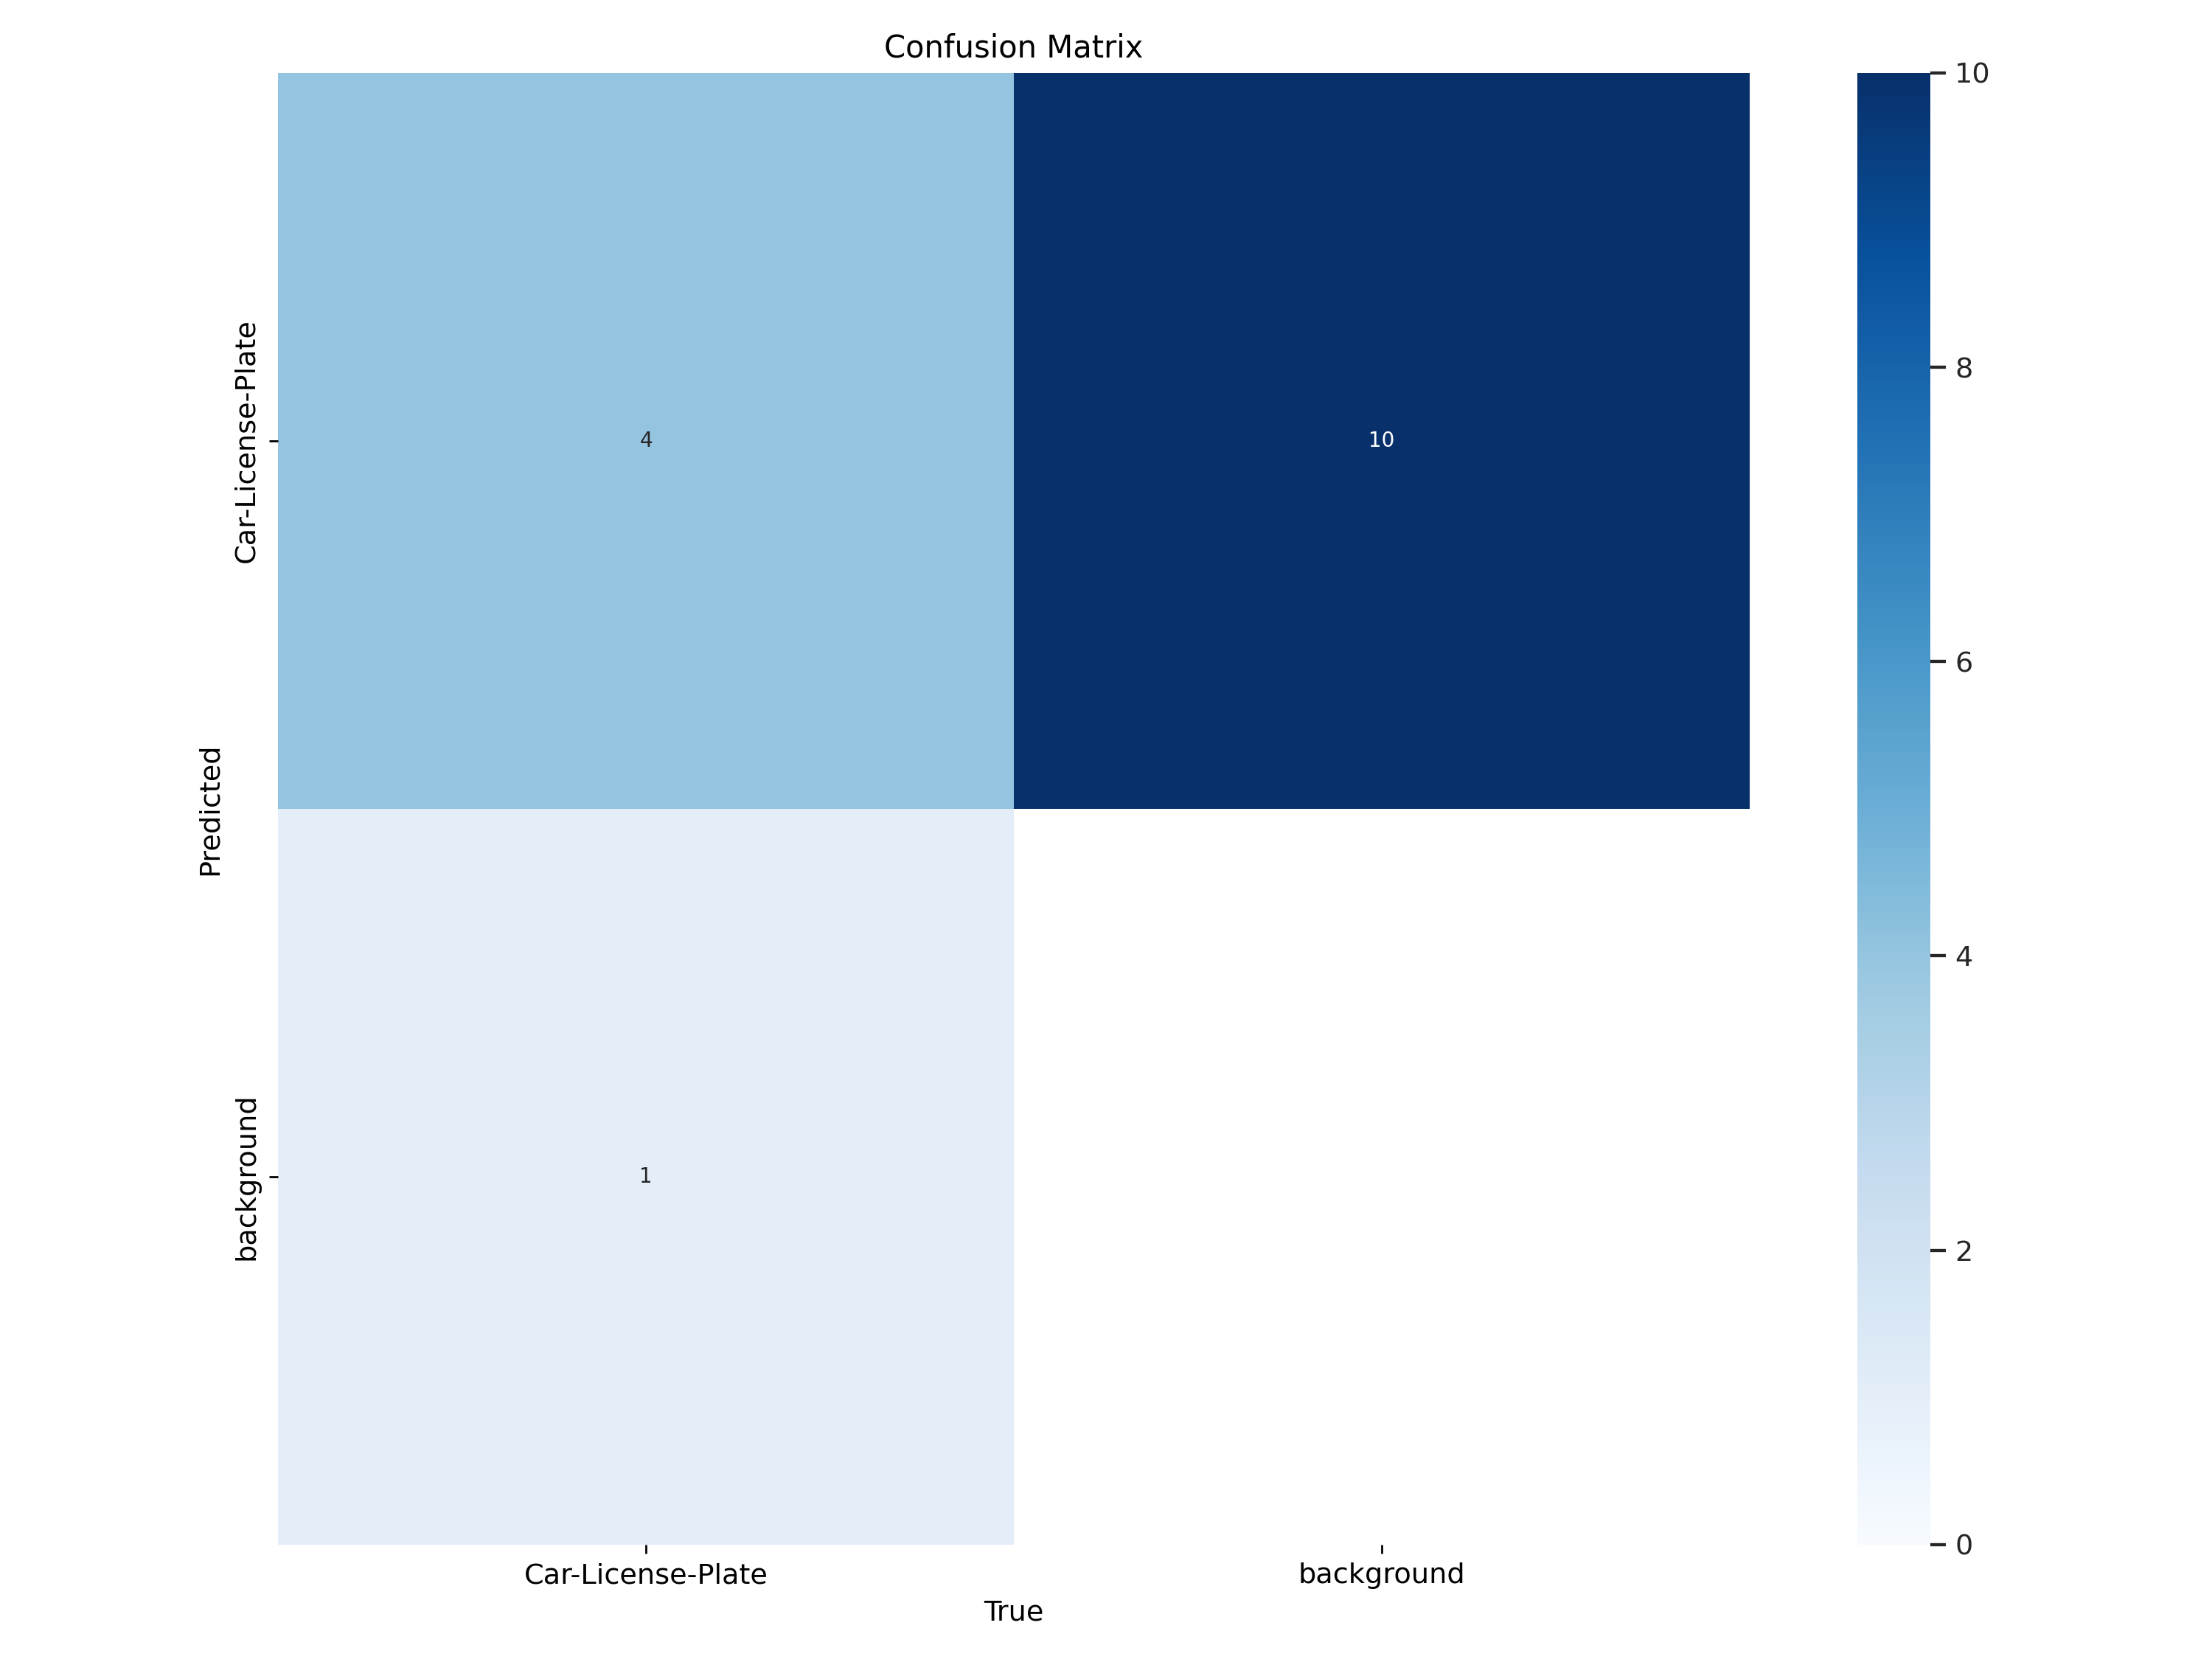 Confusion Matrix
Car-License-Plate
4
10
Predicted
background
1
Car-License-Plate
background
True
10
8
6
4
2
0